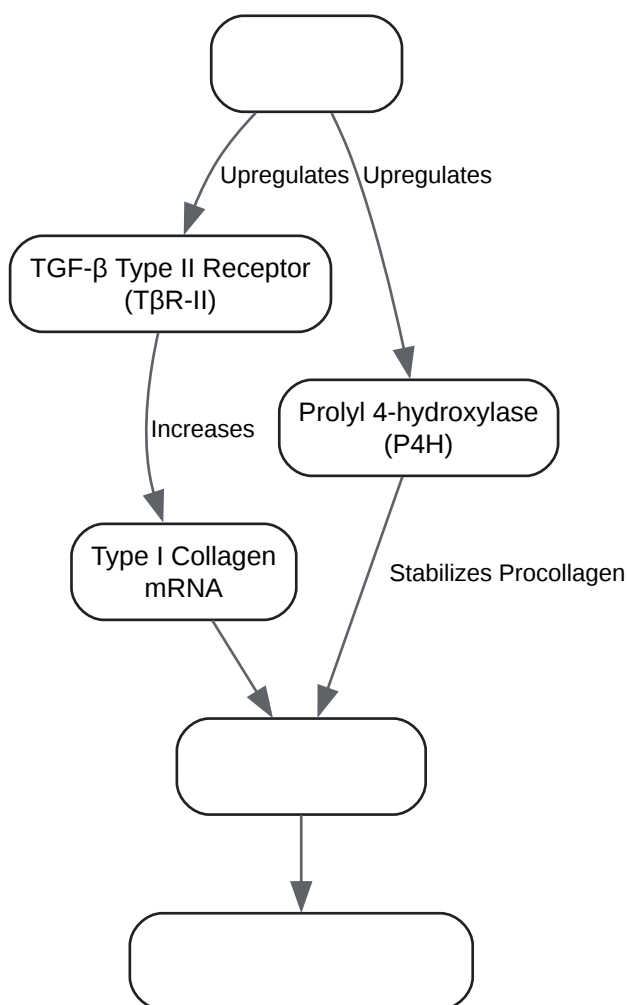 Upregulates
Upregulates
TGF-β Type II Receptor
(TβR-II)
Increases
Prolyl 4-hydroxylase
(P4H)
Type I Collagen
mRNA
Stabilizes Procollagen